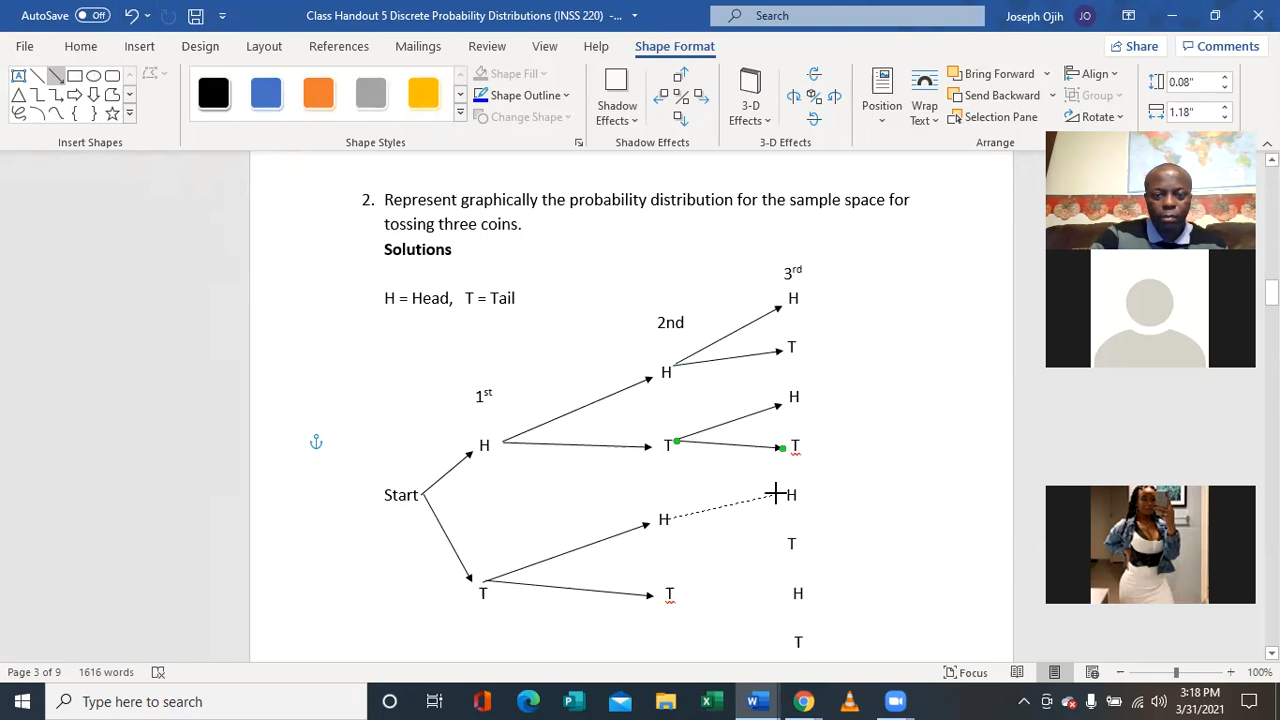 AutoSave Off Class Handout 5 Discrete Probability Distributions (INSS 220) -... Search Joseph Ojih JO
File Home Insert Design Layout References Mailings Review View Help Shape Format Share Comments
Shape Fill
Shape Outline
Change Shape
Shadow Effects
3-D Effects
Position
Wrap Text
Bring Forward
Send Backward
Selection Pane
Align
Group
Rotate
0.08"
1.18"
Insert Shapes Shape Styles Shadow Effects 3-D Effects Arrange
2. Represent graphically the probability distribution for the sample space for
tossing three coins.
Solutions
3rd
H = Head, T = Tail H
2nd
T
H
1st H
H T T
Start H
H
T
T T H
T
Page 3 of 9 1616 words Focus 100%
Type here to search 3:18 PM
3/31/2021